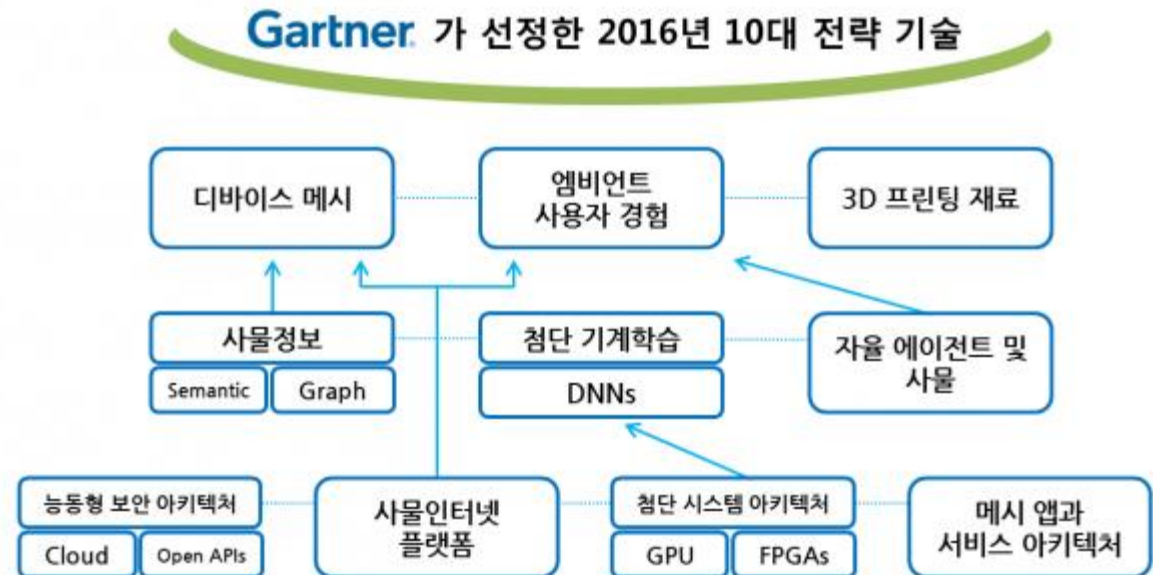 Gartner 가 선정한 2016년 10대 전략 기술
디바이스 메시
엠비언트
사용자 경험
3D 프린팅 재료
사물정보
Semantic
Graph
첨단 기계학습
DNNs
자율 에이전트 및
사물
능동형 보안 아키텍처
Cloud
Open APIs
사물인터넷
플랫폼
첨단 시스템 아키텍처
GPU
FPGAs
메시 앱과
서비스 아키텍처